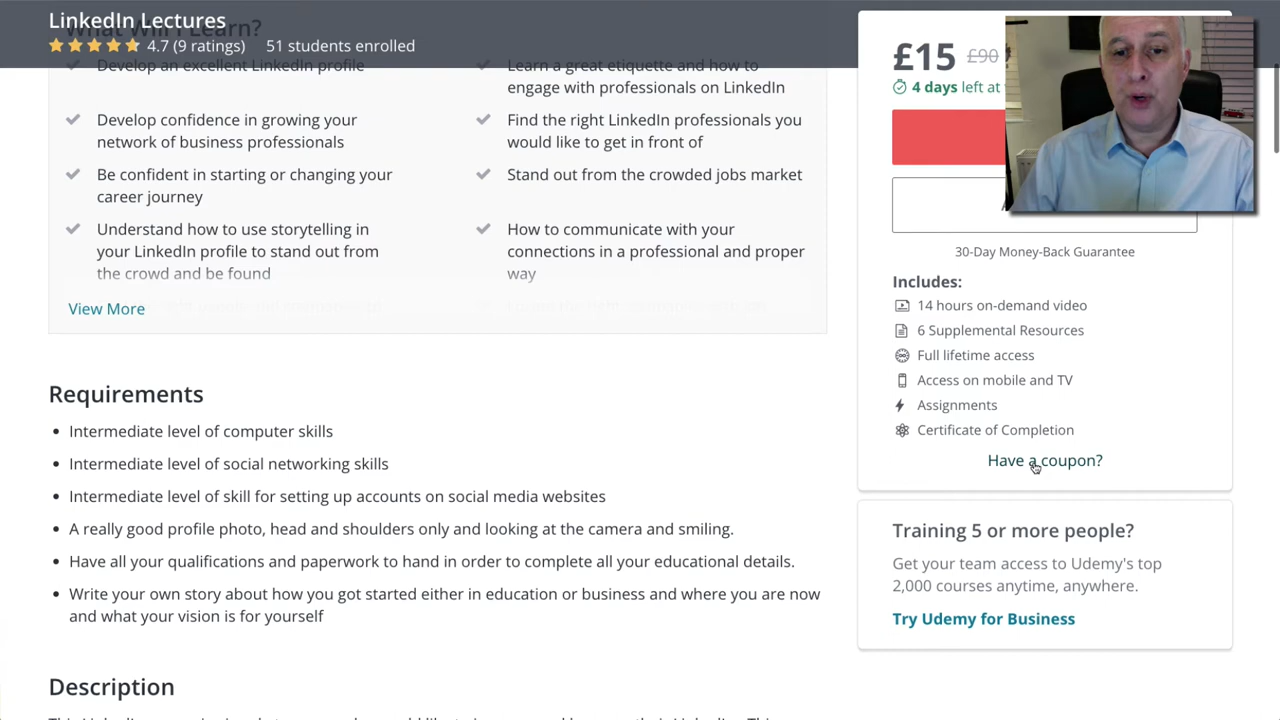 LinkedIn Lectures
What Will I Learn?
4.7 (9 ratings) 51 students enrolled
Develop an excellent LinkedIn profile
Develop confidence in growing your
network of business professionals
Be confident in starting or changing your
career journey
Understand how to use storytelling in
your LinkedIn profile to stand out from
the crowd and be found
Learn a great etiquette and how to
engage with professionals on LinkedIn
Find the right LinkedIn professionals you
would like to get in front of
Stand out from the crowded jobs market
How to communicate with your
connections in a professional and proper
way
View More
Requirements
Intermediate level of computer skills
Intermediate level of social networking skills
Intermediate level of skill for setting up accounts on social media websites
A really good profile photo, head and shoulders only and looking at the camera and smiling.
Have all your qualifications and paperwork to hand in order to complete all your educational details.
Write your own story about how you got started either in education or business and where you are now
and what your vision is for yourself
Description
£15 £90
4 days left at
30-Day Money-Back Guarantee
Includes:
14 hours on-demand video
6 Supplemental Resources
Full lifetime access
Access on mobile and TV
Assignments
Certificate of Completion
Have a coupon?
Training 5 or more people?
Get your team access to Udemy's top
2,000 courses anytime, anywhere.
Try Udemy for Business